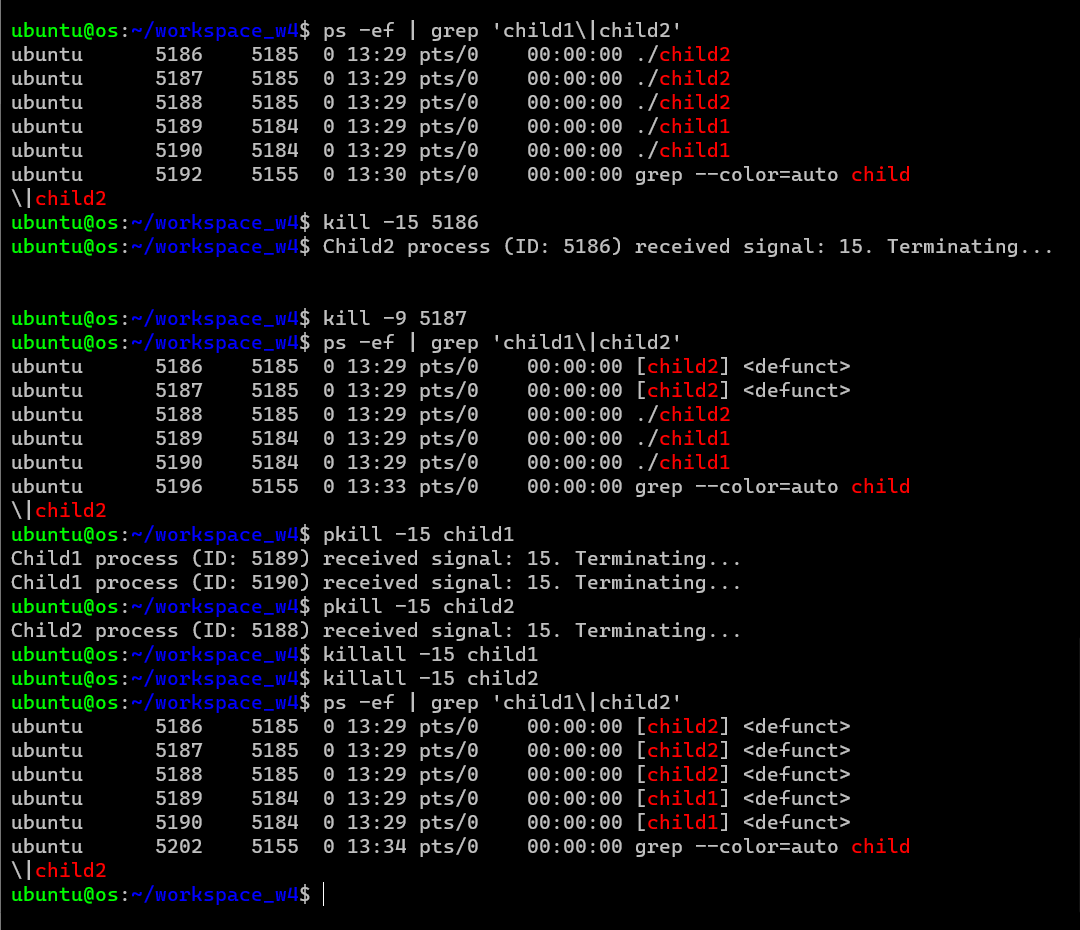 ubuntu@os:~/workspace_w4$ ps -ef | grep 'child1\|child2'
ubuntu      5186    5185  0 13:29 pts/0    00:00:00 ./child2
ubuntu      5187    5185  0 13:29 pts/0    00:00:00 ./child2
ubuntu      5188    5185  0 13:29 pts/0    00:00:00 ./child2
ubuntu      5189    5184  0 13:29 pts/0    00:00:00 ./child1
ubuntu      5190    5184  0 13:29 pts/0    00:00:00 ./child1
ubuntu      5192    5155  0 13:30 pts/0    00:00:00 grep --color=auto child
\|child2
ubuntu@os:~/workspace_w4$ kill -15 5186
ubuntu@os:~/workspace_w4$ Child2 process (ID: 5186) received signal: 15. Terminating...
ubuntu@os:~/workspace_w4$ kill -9 5187
ubuntu@os:~/workspace_w4$ ps -ef | grep 'child1\|child2'
ubuntu      5186    5185  0 13:29 pts/0    00:00:00 [child2] <defunct>
ubuntu      5187    5185  0 13:29 pts/0    00:00:00 [child2] <defunct>
ubuntu      5188    5185  0 13:29 pts/0    00:00:00 ./child2
ubuntu      5189    5184  0 13:29 pts/0    00:00:00 ./child1
ubuntu      5190    5184  0 13:29 pts/0    00:00:00 ./child1
ubuntu      5196    5155  0 13:33 pts/0    00:00:00 grep --color=auto child
\|child2
ubuntu@os:~/workspace_w4$ pkill -15 child1
Child1 process (ID: 5189) received signal: 15. Terminating...
Child1 process (ID: 5190) received signal: 15. Terminating...
ubuntu@os:~/workspace_w4$ pkill -15 child2
Child2 process (ID: 5188) received signal: 15. Terminating...
ubuntu@os:~/workspace_w4$ killall -15 child1
ubuntu@os:~/workspace_w4$ killall -15 child2
ubuntu@os:~/workspace_w4$ ps -ef | grep 'child1\|child2'
ubuntu      5186    5185  0 13:29 pts/0    00:00:00 [child2] <defunct>
ubuntu      5187    5185  0 13:29 pts/0    00:00:00 [child2] <defunct>
ubuntu      5188    5185  0 13:29 pts/0    00:00:00 [child2] <defunct>
ubuntu      5189    5184  0 13:29 pts/0    00:00:00 [child1] <defunct>
ubuntu      5190    5184  0 13:29 pts/0    00:00:00 [child1] <defunct>
ubuntu      5202    5155  0 13:34 pts/0    00:00:00 grep --color=auto child
\|child2
ubuntu@os:~/workspace_w4$